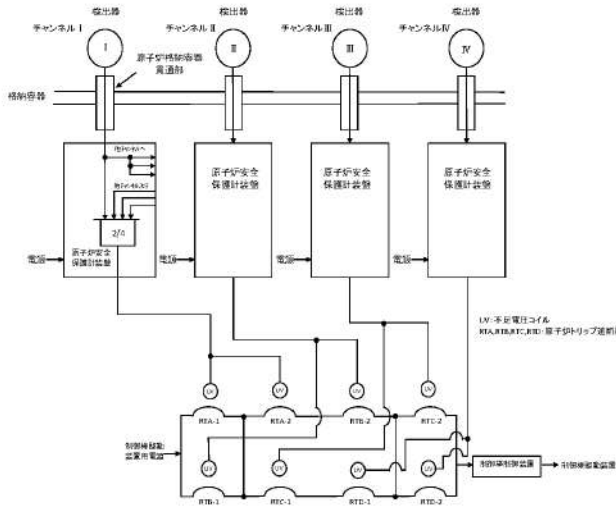 検出器
検出器
検出器
検出器
チャンネルⅠ
チャンネルⅡ
チャンネルⅢ
チャンネルⅣ
Ⅰ
Ⅱ
Ⅲ
Ⅳ
原子炉格納容器
貫通部
格納容器
2/4
原子炉安全
保護計装盤
原子炉安全
保護計装盤
原子炉安全
保護計装盤
原子炉安全
保護計装盤
電源
電源
電源
電源
UV:不足電圧コイル
RTA,RTB,RTC,RTD:原子炉トリップ遮断
UV
UV
UV
UV
RTA-1
RTA-2
RTB-2
RTC-2
制御棒駆動
装置用電源
UV
UV
UV
UV
制御棒制御装置
制御棒駆動装置
RTB-1
RTC-1
RTD-1
RTD-2